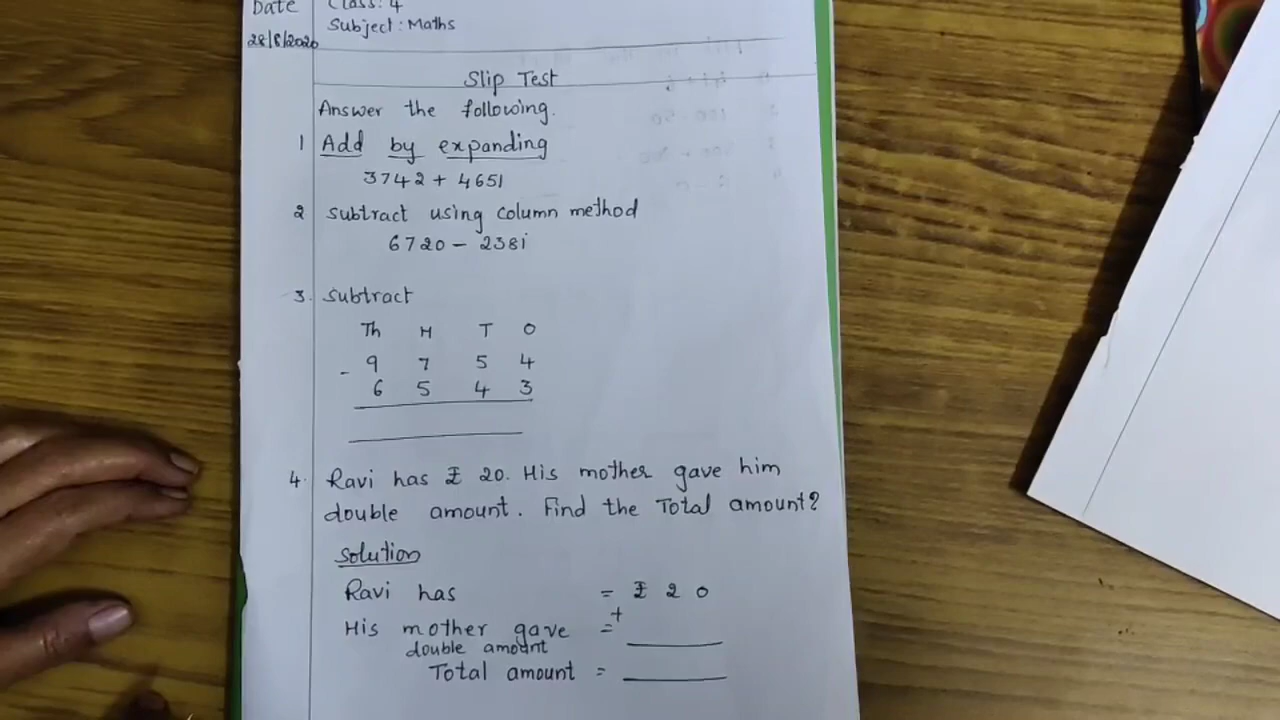 Date Class: 4
Subject: Maths
28/8/2020
Slip Test
Answer the following.
1 Add by expanding
3742 + 4651
2 Subtract using column method
6720 - 2381
3. Subtract
Th H T O
- 9 7 5 4
6 5 4 3
4. Ravi has ₹ 20. His mother gave him
double amount. Find the Total amount?
Solution
Ravi has = ₹ 2 0
+
His mother gave = ______
double amount
Total amount = ______